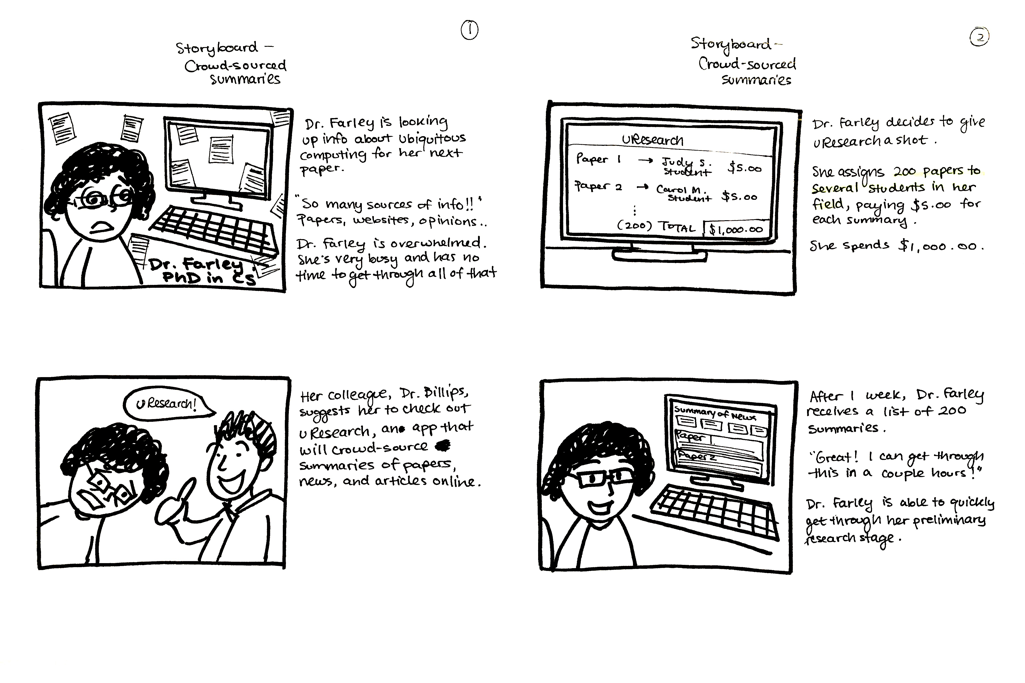 1
Storyboard –
Crowd-sourced
Summaries
Dr. Farley,
PhD in CS
Dr. Farley is looking
up info about ubiquitous
computing for her next
paper.
"So many sources of info!!"
Papers, websites, opinions..
Dr. Farley is overwhelmed.
She's very busy and has no
time to get through all of that
uResearch!
Her colleague, Dr. Billips,
suggests her to check out
uResearch, an app that
will crowd-source
summaries of papers,
news, and articles online.
2
Storyboard –
Crowd-sourced
Summaries
uResearch
Paper 1 → Judy S. $5.00
Student
Paper 2 → Carol M. $5.00
Student
⋮
(200) TOTAL $1,000.00
Dr. Farley decides to give
uResearch a shot.
She assigns 200 papers to
several students in her
field, paying $5.00 for
each summary.
She spends $1,000.00.
Summary of News
Paper 1
Paper 2
After 1 week, Dr. Farley
receives a list of 200
summaries.
"Great! I can get through
this in a couple hours!"
Dr. Farley is able to quickly
get through her preliminary
research stage.